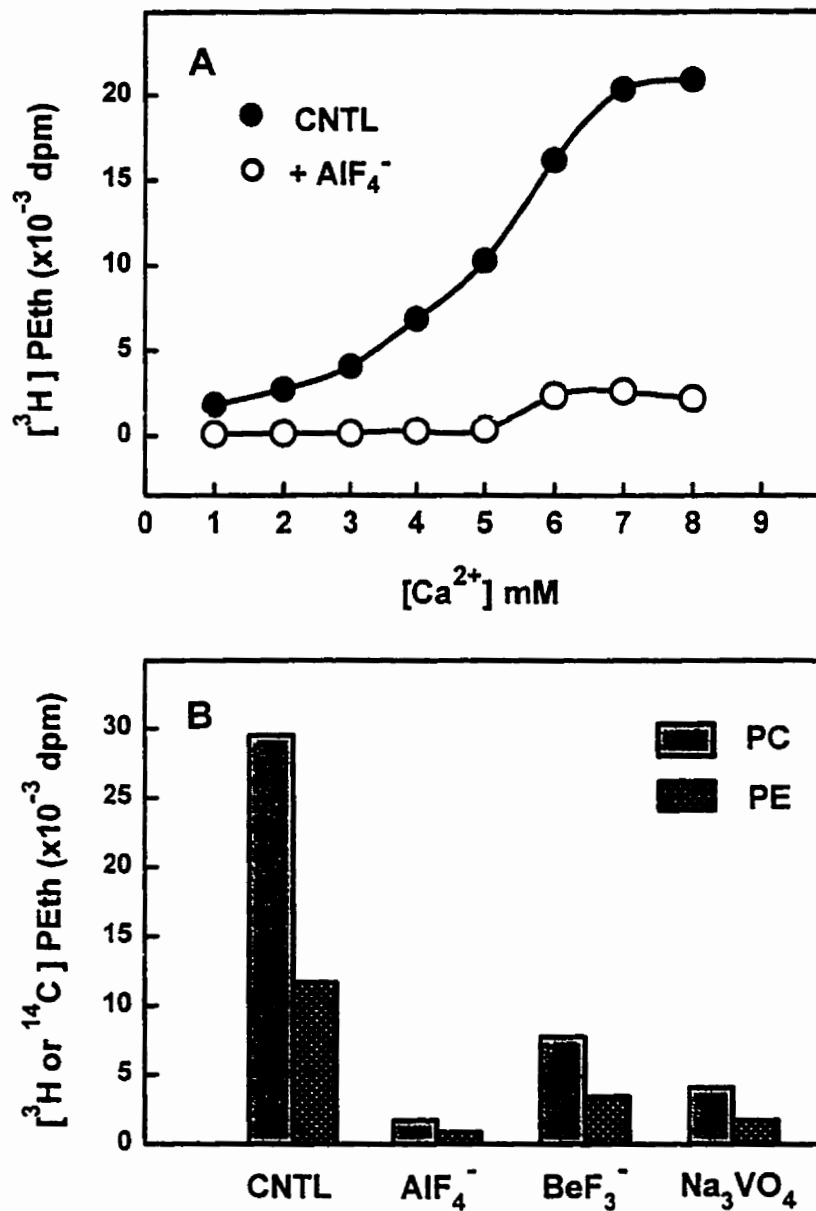 A
CNTL
+ AlF₄⁻
[³H] PEth (x10⁻³ dpm)
20
15
10
5
0
0 1 2 3 4 5 6 7 8 9
[Ca²⁺] mM
B
PC
PE
[³H or ¹⁴C] PEth (x10⁻³ dpm)
30
25
20
15
10
5
0
CNTL AlF₄⁻ BeF₃⁻ Na₃VO₄